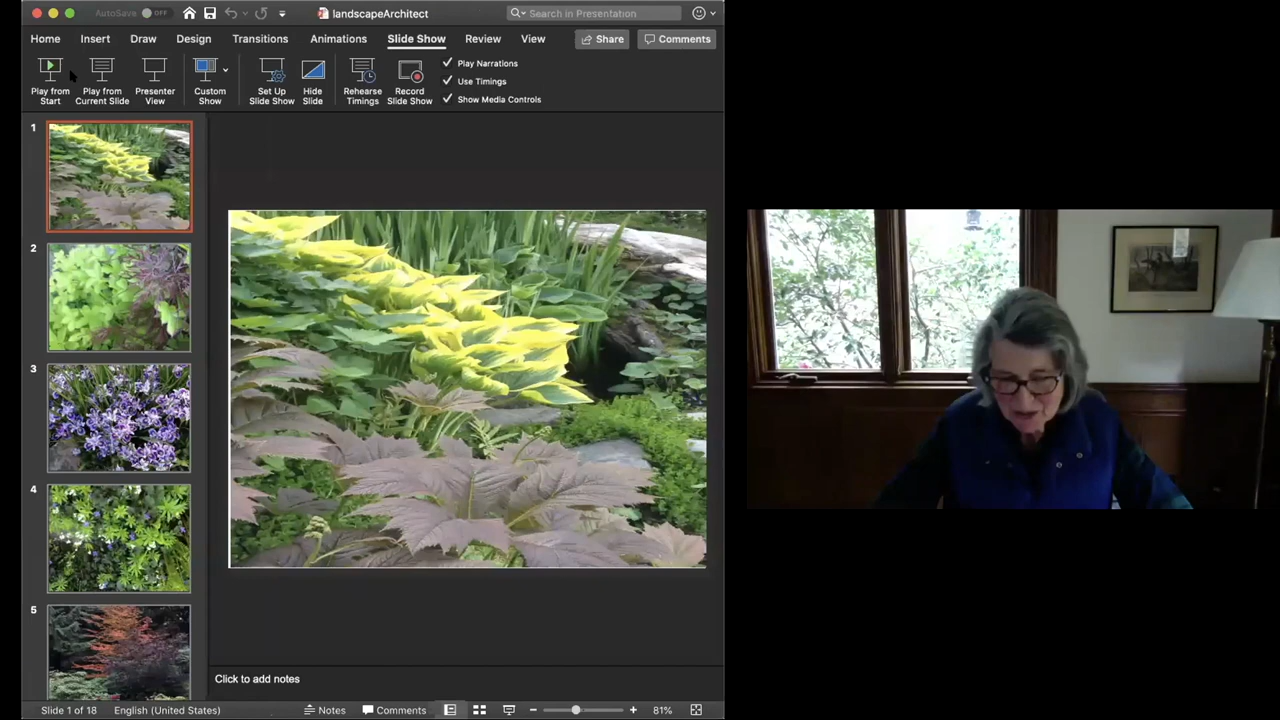 AutoSave OFF landscapeArchitect Search in Presentation
Home Insert Draw Design Transitions Animations Slide Show Review View Share Comments
Play from Start
Play from Current Slide
Presenter View
Custom Show
Set Up Slide Show
Hide Slide
Rehearse Timings
Record Slide Show
Play Narrations
Use Timings
Show Media Controls
1
2
3
4
5
Click to add notes
Slide 1 of 18 English (United States) Notes Comments 81%